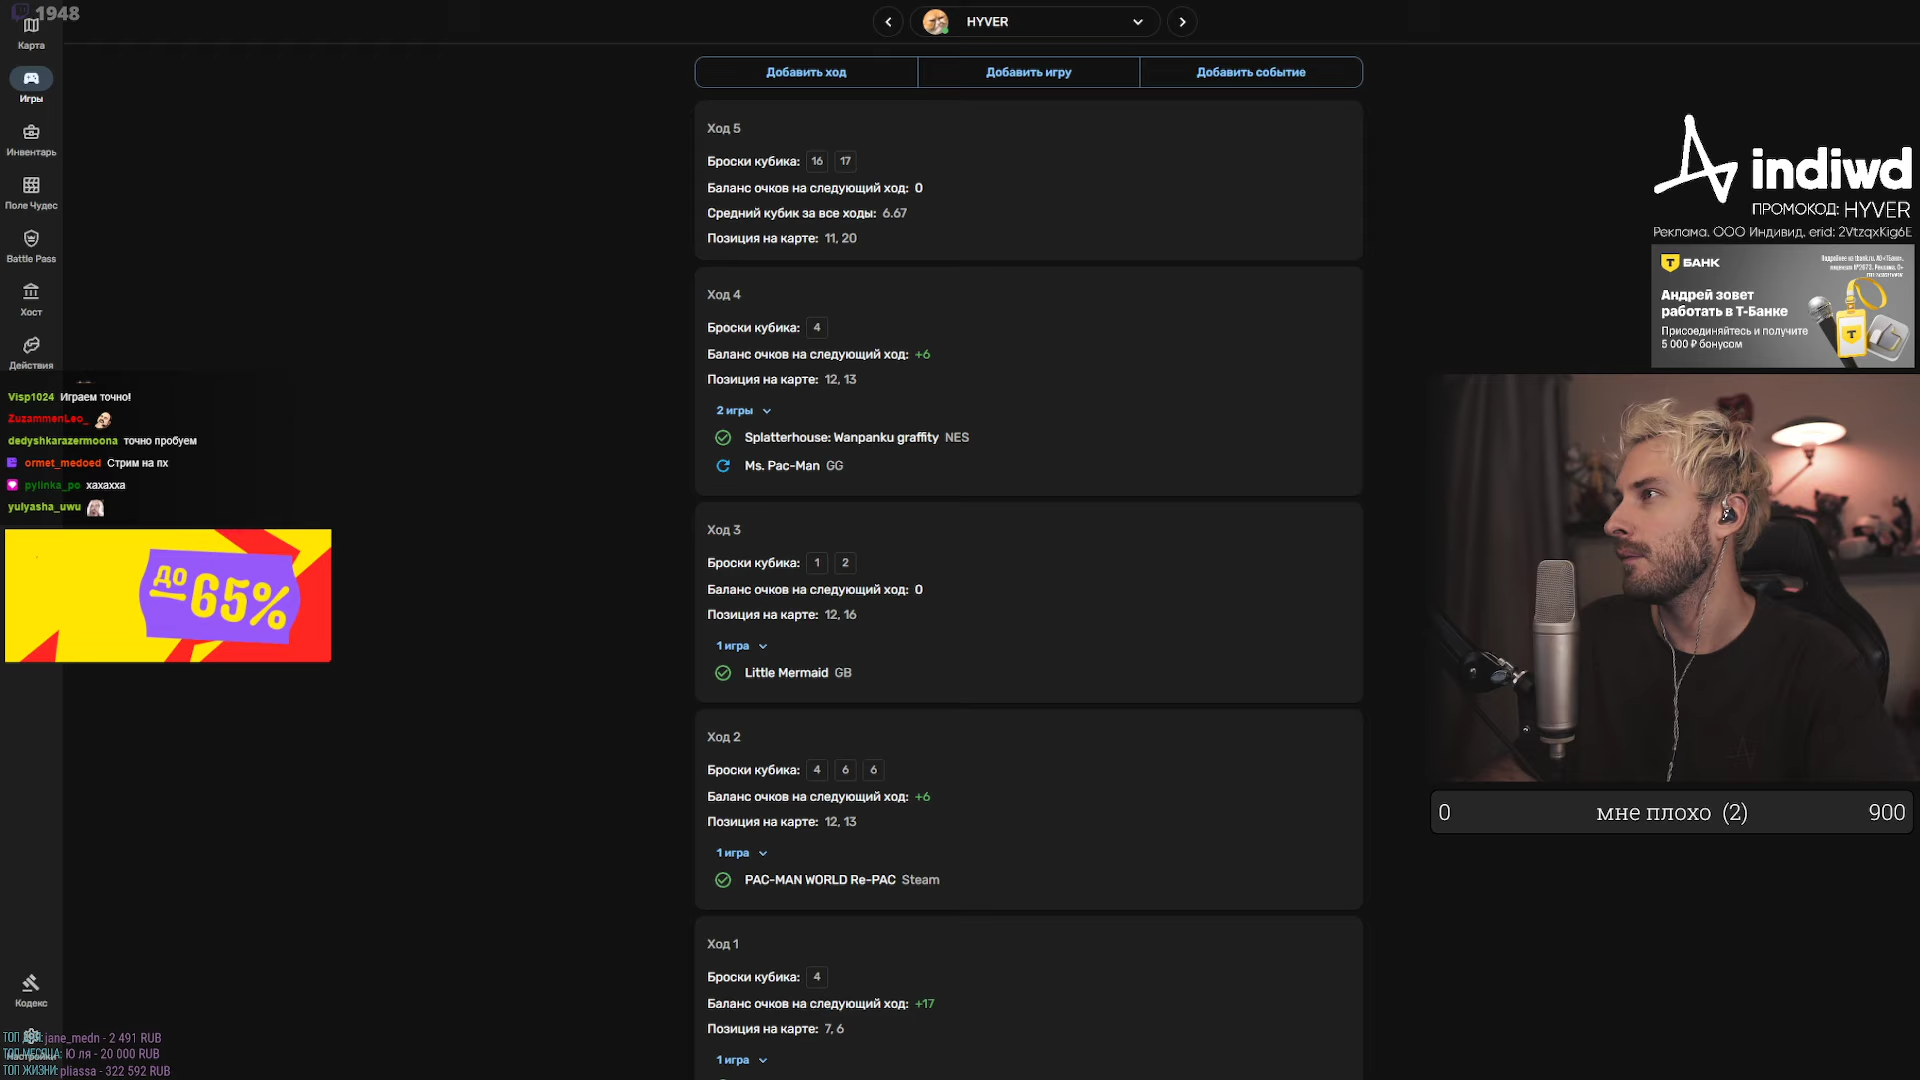 1948
Карта
Игры
Инвентарь
Поле Чудес
Battle Pass
Хост
Действия
Visp1024 Играем точно!
ZuzammenLeo_
dedyshkarazermoona точно пробуем
ormet_medoed Стрим на пх
pylinka_po хахахха
yulyasha_uwu
до 65%
Кодекс
Настройки
jane_medn - 2 491 RUB
ТОП МЕСЯЦА: Ю ля - 20 000 RUB
ТОП ЖИЗНИ: pliassa - 322 592 RUB
HYVER
Добавить ход
Добавить игру
Добавить событие
Ход 5
Броски кубика: 16 17
Баланс очков на следующий ход: 0
Средний кубик за все ходы: 6.67
Позиция на карте: 11, 20
Ход 4
Броски кубика: 4
Баланс очков на следующий ход: +6
Позиция на карте: 12, 13
2 игры
Splatterhouse: Wanpanku graffity NES
Ms. Pac-Man GG
Ход 3
Броски кубика: 1 2
Баланс очков на следующий ход: 0
Позиция на карте: 12, 16
1 игра
Little Mermaid GB
Ход 2
Броски кубика: 4 6 6
Баланс очков на следующий ход: +6
Позиция на карте: 12, 13
1 игра
PAC-MAN WORLD Re-PAC Steam
Ход 1
Броски кубика: 4
Баланс очков на следующий ход: +17
Позиция на карте: 7, 6
1 игра
indiwd
ПРОМОКОД: HYVER
Реклама. ООО Индивид. erid: 2VtzqxKig6E
Т БАНК
Андрей зовет
работать в Т-Банке
Присоединяйтесь и получите
5 000 ₽ бонусом
0 мне плохо (2) 900